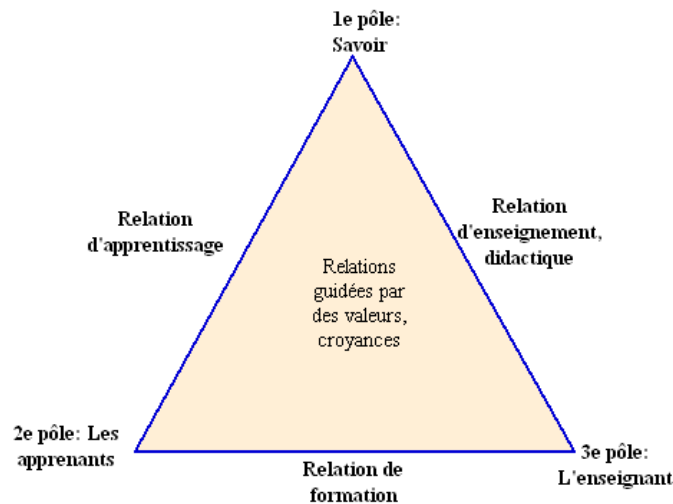 1e pôle:
Savoir
Relation
d'apprentissage
Relation
d'enseignement,
didactique
Relations
guidées par
des valeurs,
croyances
2e pôle: Les
apprenants
3e pôle:
L'enseignant
Relation de
formation